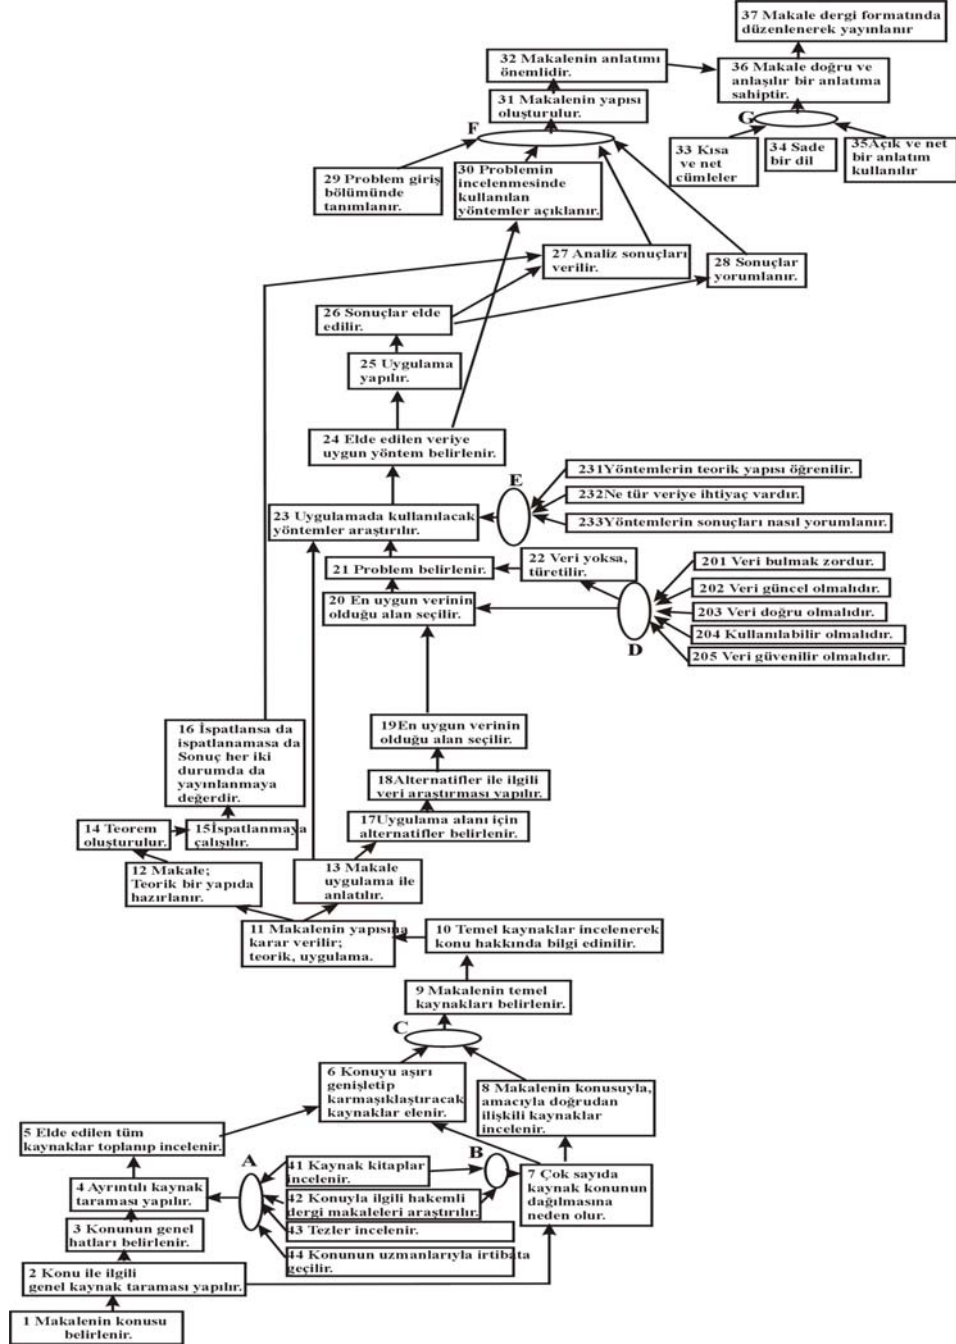 37 Makale dergi formatında
düzenlenerek yayınlanır
32 Makalenin anlatımı
önemlidir.
36 Makale doğru ve
anlaşılır bir anlatıma
sahiptir.
31 Makalenin yapısı
oluşturulur.
G
F
33 Kısa
ve net
cümleler
34 Sade
bir dil
35Açık ve net
bir anlatım
kullanılır
29 Problem giriş
bölümünde
tanımlanır.
30 Problemin
incelenmesinde
kullanılan
yöntemler açıklanır.
27 Analiz sonuçları
verilir.
28 Sonuçlar
yorumlanır.
26 Sonuçlar elde
edilir.
25 Uygulama
yapılır.
24 Elde edilen veriye
uygun yöntem belirlenir.
E
231Yöntemlerin teorik yapısı öğrenilir.
232Ne tür veriye ihtiyaç vardır.
233Yöntemlerin sonuçları nasıl yorumlanır.
23 Uygulamada kullanılacak
yöntemler araştırılır.
22 Veri yoksa,
türetilir.
21 Problem belirlenir.
201 Veri bulmak zordur.
202 Veri güncel olmalıdır.
203 Veri doğru olmalıdır.
204 Kullanılabilir olmalıdır.
205 Veri güvenilir olmalıdır.
20 En uygun verinin
olduğu alan seçilir.
D
19En uygun verinin
olduğu alan seçilir.
16 İspatlansa da
ispatlanamasa da
Sonuç her iki
durumda da
yayınlanmaya
değerdir.
18Alternatifler ile ilgili
veri araştırması yapılır.
17Uygulama alanı için
alternatifler belirlenir.
14 Teorem
oluşturulur.
15İspatlanmaya
çalışılır.
12 Makale;
Teorik bir yapıda
hazırlanır.
13 Makale
uygulama ile
anlatılır.
11 Makalenin yapısına
karar verilir;
teorik, uygulama.
10 Temel kaynaklar incelenerek
konu hakkında bilgi edinilir.
9 Makalenin temel
kaynakları belirlenir.
C
6 Konuyu aşırı
genişletip
karmaşıklaştıracak
kaynaklar elenir.
8 Makalenin konusuyla,
amacıyla doğrudan
ilişkili kaynaklar
incelenir.
5 Elde edilen tüm
kaynaklar toplanıp incelenir.
A
B
41 Kaynak kitaplar
incelenir.
42 Konuyla ilgili hakemli
dergi makaleleri araştırılır.
43 Tezler incelenir.
44 Konunun uzmanlarıyla irtibata
geçilir.
7 Çok sayıda
kaynak konunun
dağılmasına
neden olur.
4 Ayrıntılı kaynak
taraması yapılır.
3 Konunun genel
hatları belirlenir.
2 Konu ile ilgili
genel kaynak taraması yapılır.
1 Makalenin konusu
belirlenir.